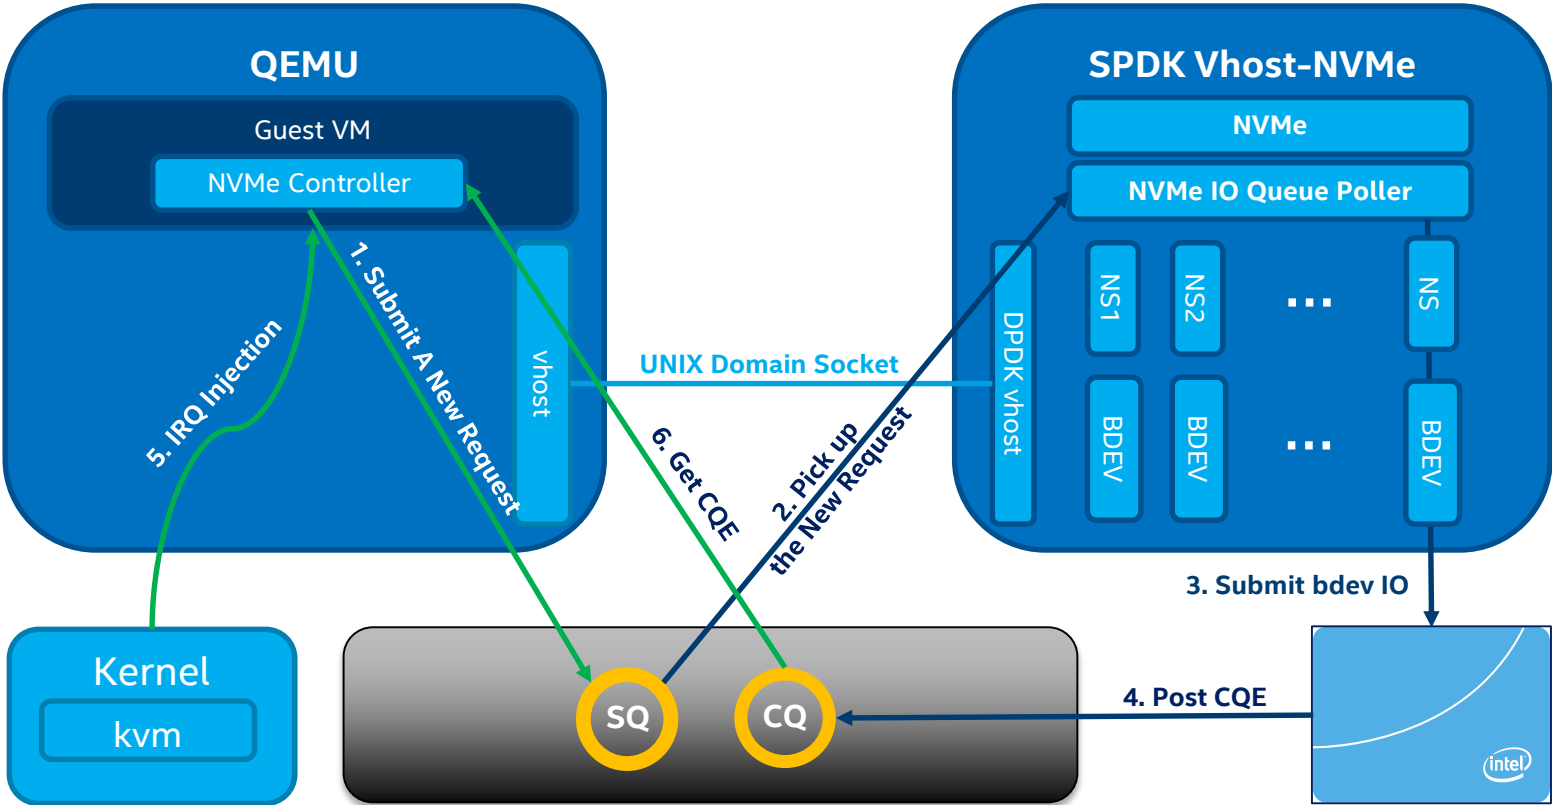 QEMU
Guest VM
NVMe Controller
vhost
1. Submit A New Request
5. IRQ Injection
6. Get CQE
UNIX Domain Socket
2. Pick up
the New Request
SPDK Vhost-NVMe
NVMe
NVMe IO Queue Poller
DPDK vhost
NS1
NS2
...
NS
BDEV
BDEV
...
BDEV
3. Submit bdev IO
4. Post CQE
Kernel
kvm
SQ
CQ
intel